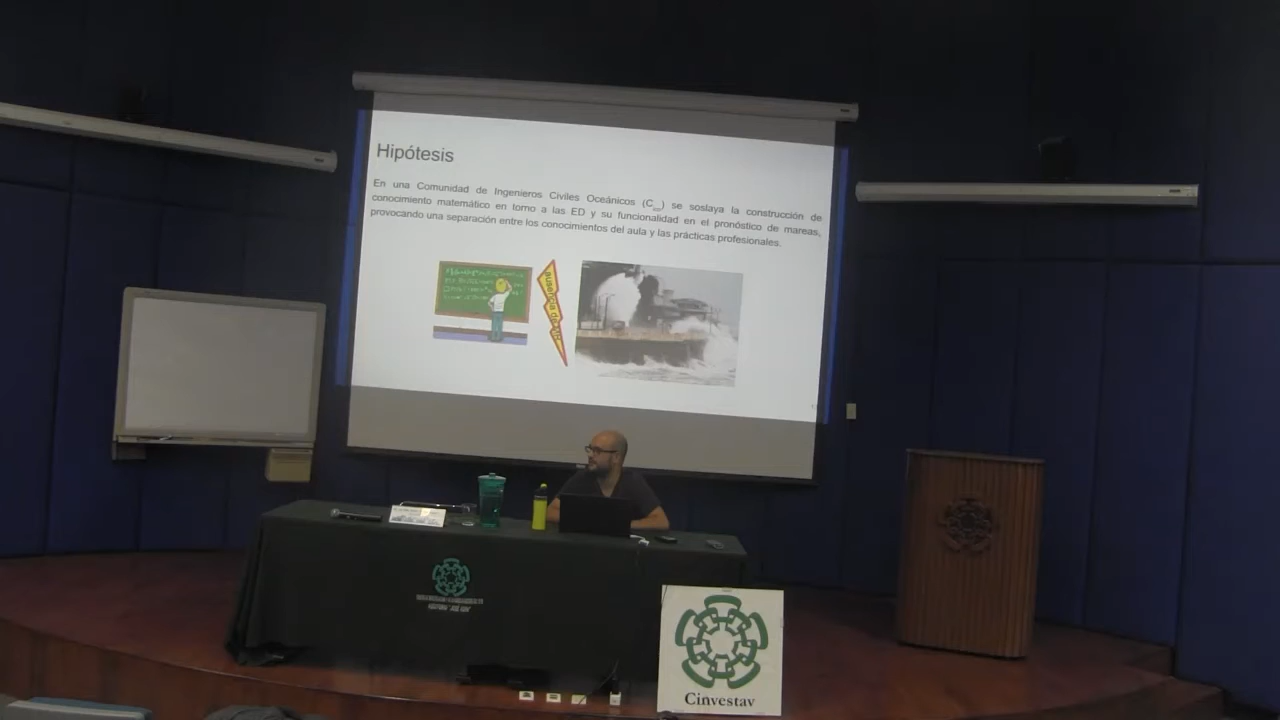 Hipótesis
En una Comunidad de Ingenieros Civiles Oceánicos (C) se soslaya la construcción de
conocimiento matemático en torno a las ED y su funcionalidad en el pronóstico de mareas,
provocando una separación entre los conocimientos del aula y las prácticas profesionales.
ausencia de
Cinvestav